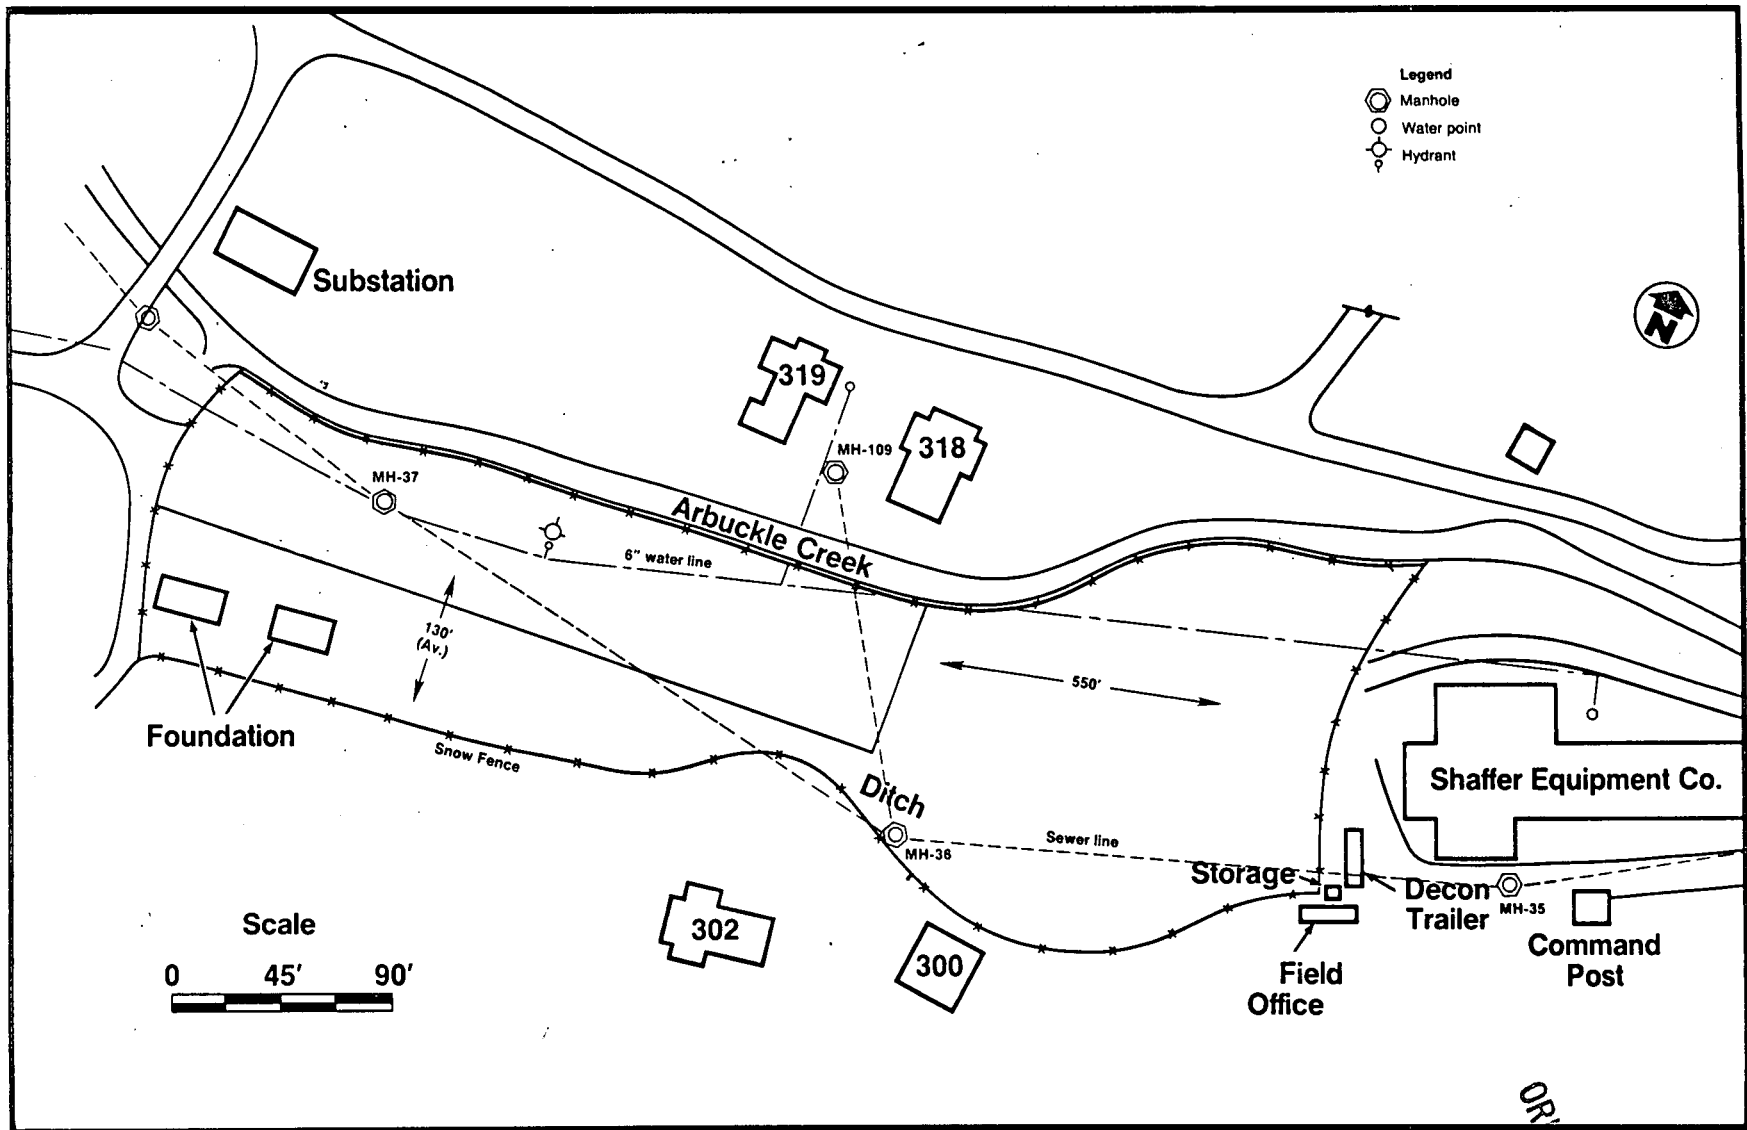 Legend
Manhole
Water point
Hydrant
N
Substation
319
318
MH-109
MH-37
Arbuckle Creek
6" water line
130'
(Av.)
550'
Foundation
Snow Fence
Shaffer Equipment Co.
Ditch
Sewer line
MH-36
Storage
Decon
Trailer
MH-35
Command
Post
Field
Office
302
300
Scale
0 45' 90'